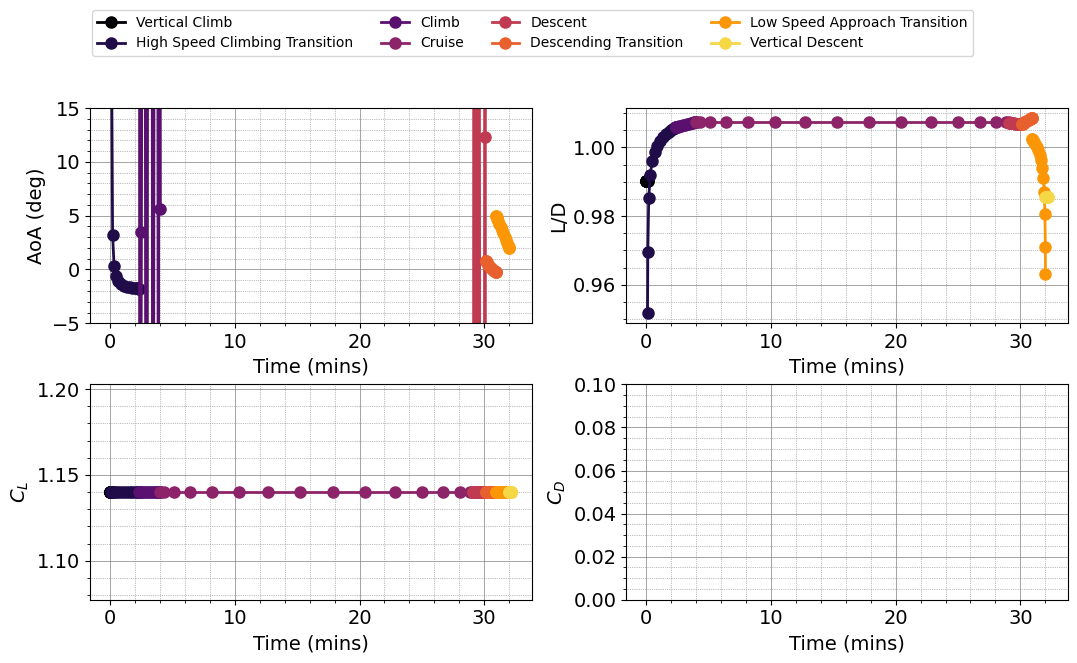 Vertical Climb
High Speed Climbing Transition
Climb
Cruise
Descent
Descending Transition
Low Speed Approach Transition
Vertical Descent
15
10
5
0
−5
AoA (deg)
0 10 20 30
Time (mins)
1.00
0.98
0.96
L/D
0 10 20 30
Time (mins)
1.20
1.15
1.10
C_L
0 10 20 30
Time (mins)
0.10
0.08
0.06
0.04
0.02
0.00
C_D
0 10 20 30
Time (mins)